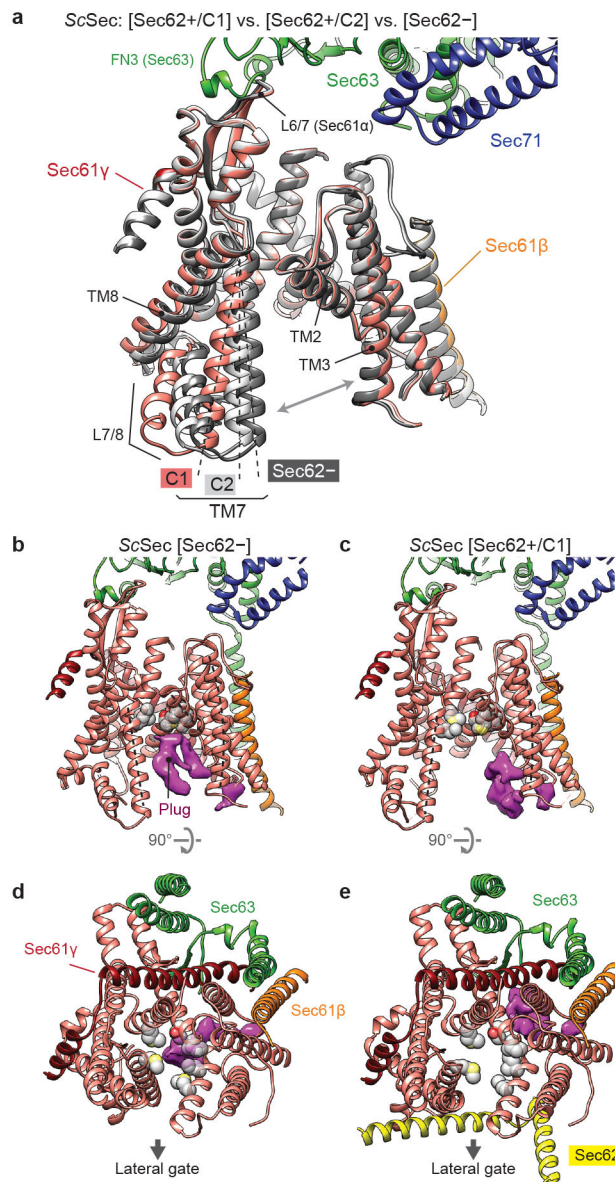 a
ScSec: [Sec62+/C1] vs. [Sec62+/C2] vs. [Sec62−]
FN3 (Sec63)
Sec63
L6/7 (Sec61α)
Sec71
Sec61γ
Sec61β
TM8
TM2
TM3
L7/8
C1
C2
Sec62−
TM7
b
ScSec [Sec62−]
c
ScSec [Sec62+/C1]
Plug
90°
90°
d
e
Sec63
Sec61γ
Sec61β
Sec62
Lateral gate
Lateral gate